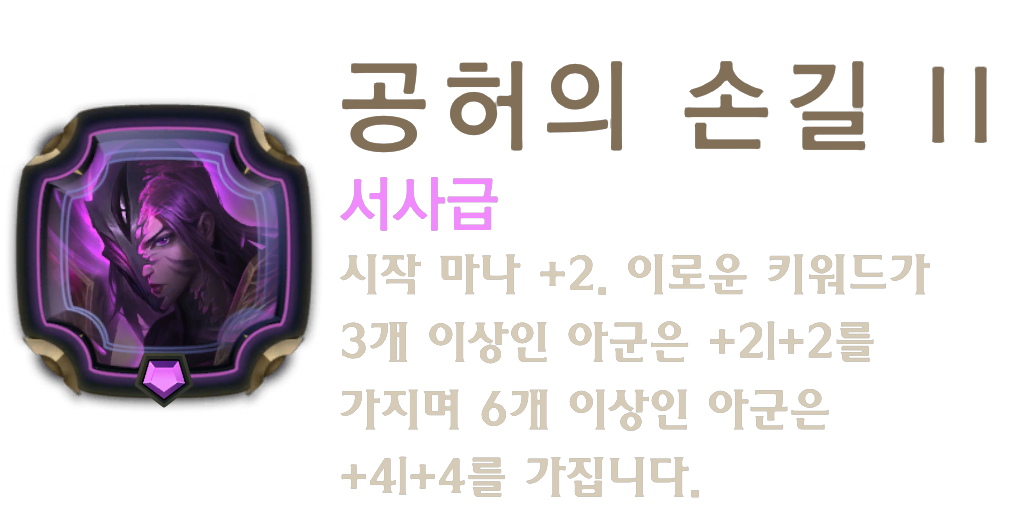 공허의 손길 II
서사급
시작 마나 +2. 이로운 키워드가
3개 이상인 아군은 +2|+2를
가지며 6개 이상인 아군은
+4|+4를 가집니다.